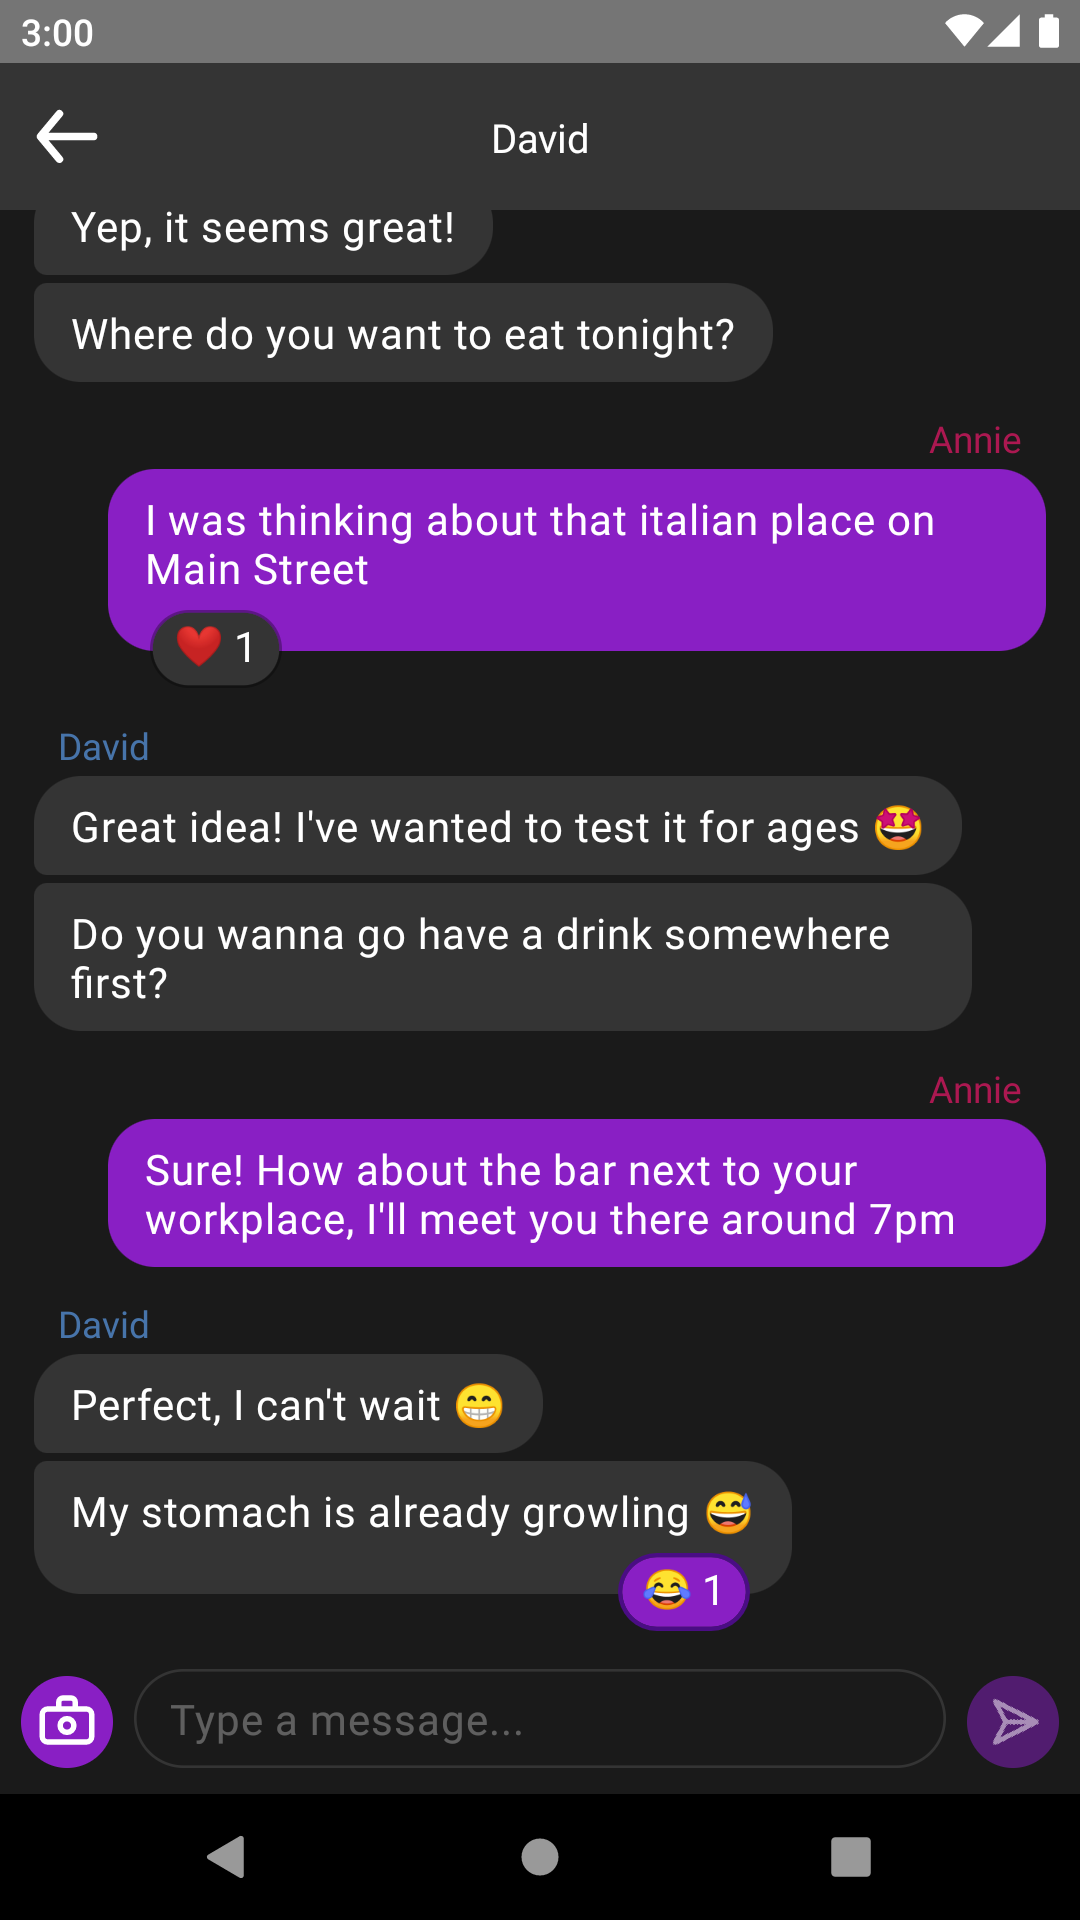 3:00
David
Yep, it seems great!
Where do you want to eat tonight?
Annie
I was thinking about that italian place on
Main Street
❤️ 1
David
Great idea! I've wanted to test it for ages 🤩
Do you wanna go have a drink somewhere
first?
Annie
Sure! How about the bar next to your
workplace, I'll meet you there around 7pm
David
Perfect, I can't wait 😁
My stomach is already growling 😅
😂 1
Type a message...